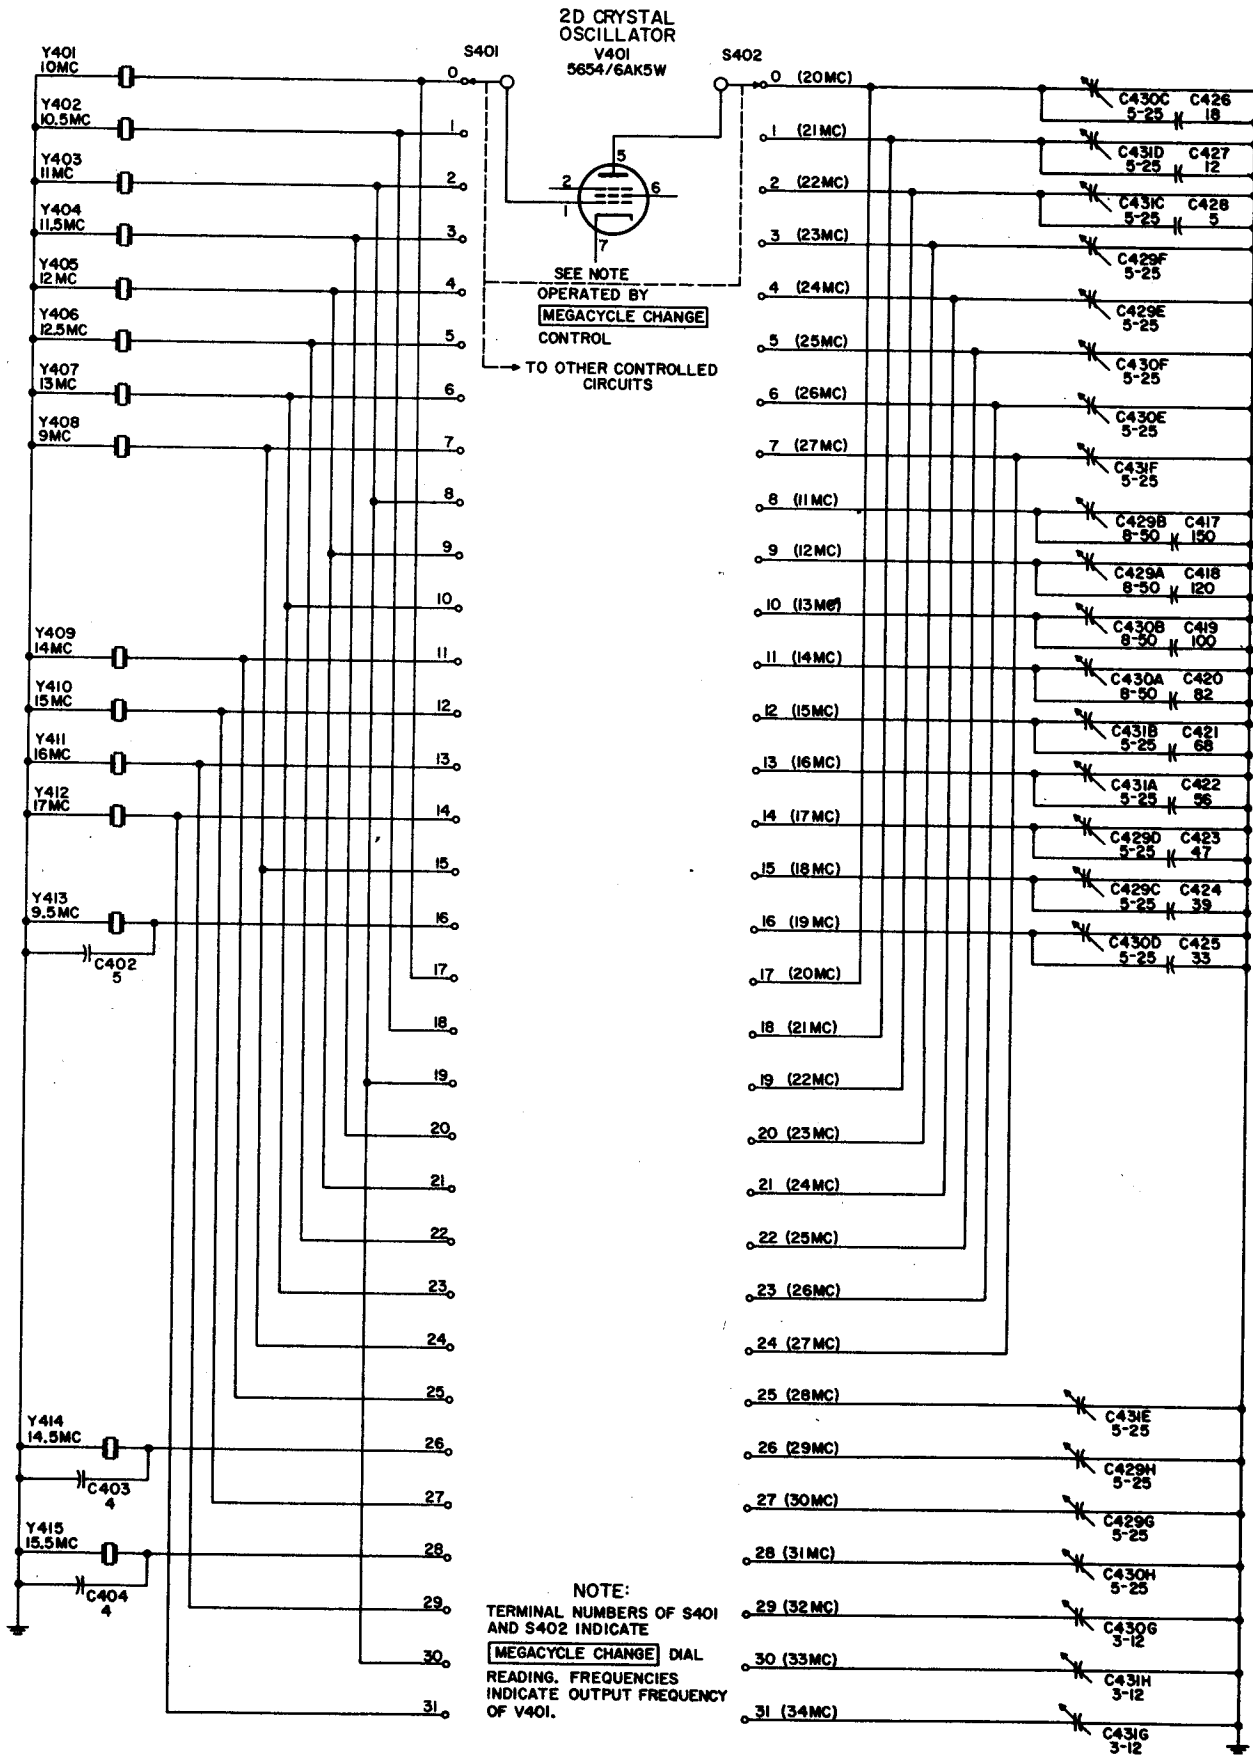 2D CRYSTAL
OSCILLATOR
V401
5654/6AK5W
S401
S402
Y401
10MC
Y402
10.5MC
Y403
11MC
Y404
11.5MC
Y405
12MC
Y406
12.5MC
Y407
13MC
Y408
9MC
Y409
14MC
Y410
15MC
Y411
16MC
Y412
17MC
Y413
9.5MC
C402
5
Y414
14.5MC
C403
4
Y415
15.5MC
C404
4
0
1
2
3
4
5
6
7
8
9
10
11
12
13
14
15
16
17
18
19
20
21
22
23
24
25
26
27
28
29
30
31
5
2
6
1
7
SEE NOTE
OPERATED BY
MEGACYCLE CHANGE
CONTROL
TO OTHER CONTROLLED
CIRCUITS
0 (20MC)
1 (21MC)
2 (22MC)
3 (23MC)
4 (24MC)
5 (25MC)
6 (26MC)
7 (27MC)
8 (11MC)
9 (12MC)
10 (13MC)
11 (14MC)
12 (15MC)
13 (16MC)
14 (17MC)
15 (18MC)
16 (19MC)
17 (20MC)
18 (21MC)
19 (22MC)
20 (23MC)
21 (24MC)
22 (25MC)
23 (26MC)
24 (27MC)
25 (28MC)
26 (29MC)
27 (30MC)
28 (31MC)
29 (32MC)
30 (33MC)
31 (34MC)
C430C C426
5-25 18
C431D C427
5-25 12
C431C C428
5-25 5
C429F
5-25
C429E
5-25
C430F
5-25
C430E
5-25
C431F
5-25
C429B C417
8-50 150
C429A C418
8-50 120
C430B C419
8-50 100
C430A C420
8-50 82
C431B C421
5-25 68
C431A C422
5-25 56
C429D C423
5-25 47
C429C C424
5-25 39
C430D C425
5-25 33
C431E
5-25
C429H
5-25
C429G
5-25
C430H
5-25
C430G
3-12
C431H
3-12
C431G
3-12
NOTE:
TERMINAL NUMBERS OF S401
AND S402 INDICATE
MEGACYCLE CHANGE DIAL
READING. FREQUENCIES
INDICATE OUTPUT FREQUENCY
OF V401.